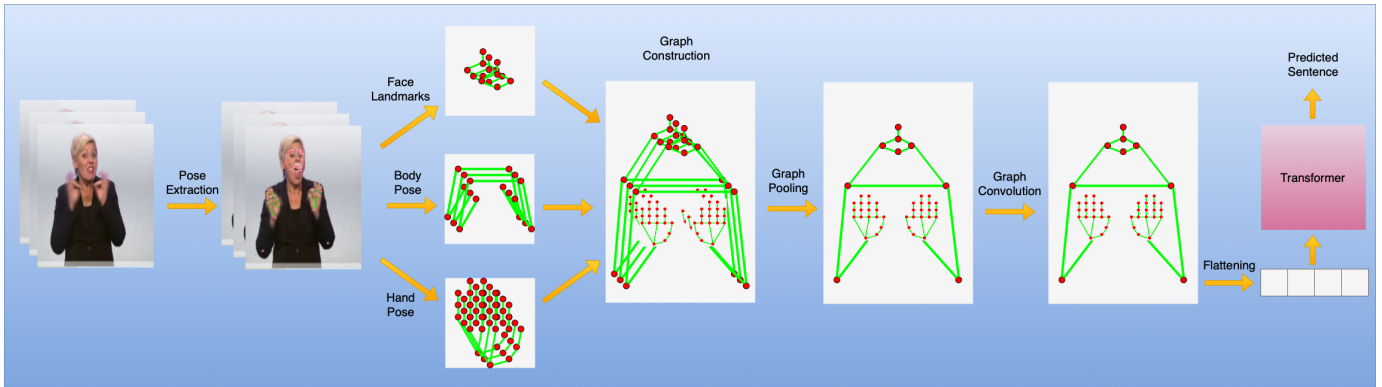 Pose
Extraction
Face
Landmarks
Body
Pose
Hand
Pose
Graph
Construction
Graph
Pooling
Graph
Convolution
Flattening
Transformer
Predicted
Sentence